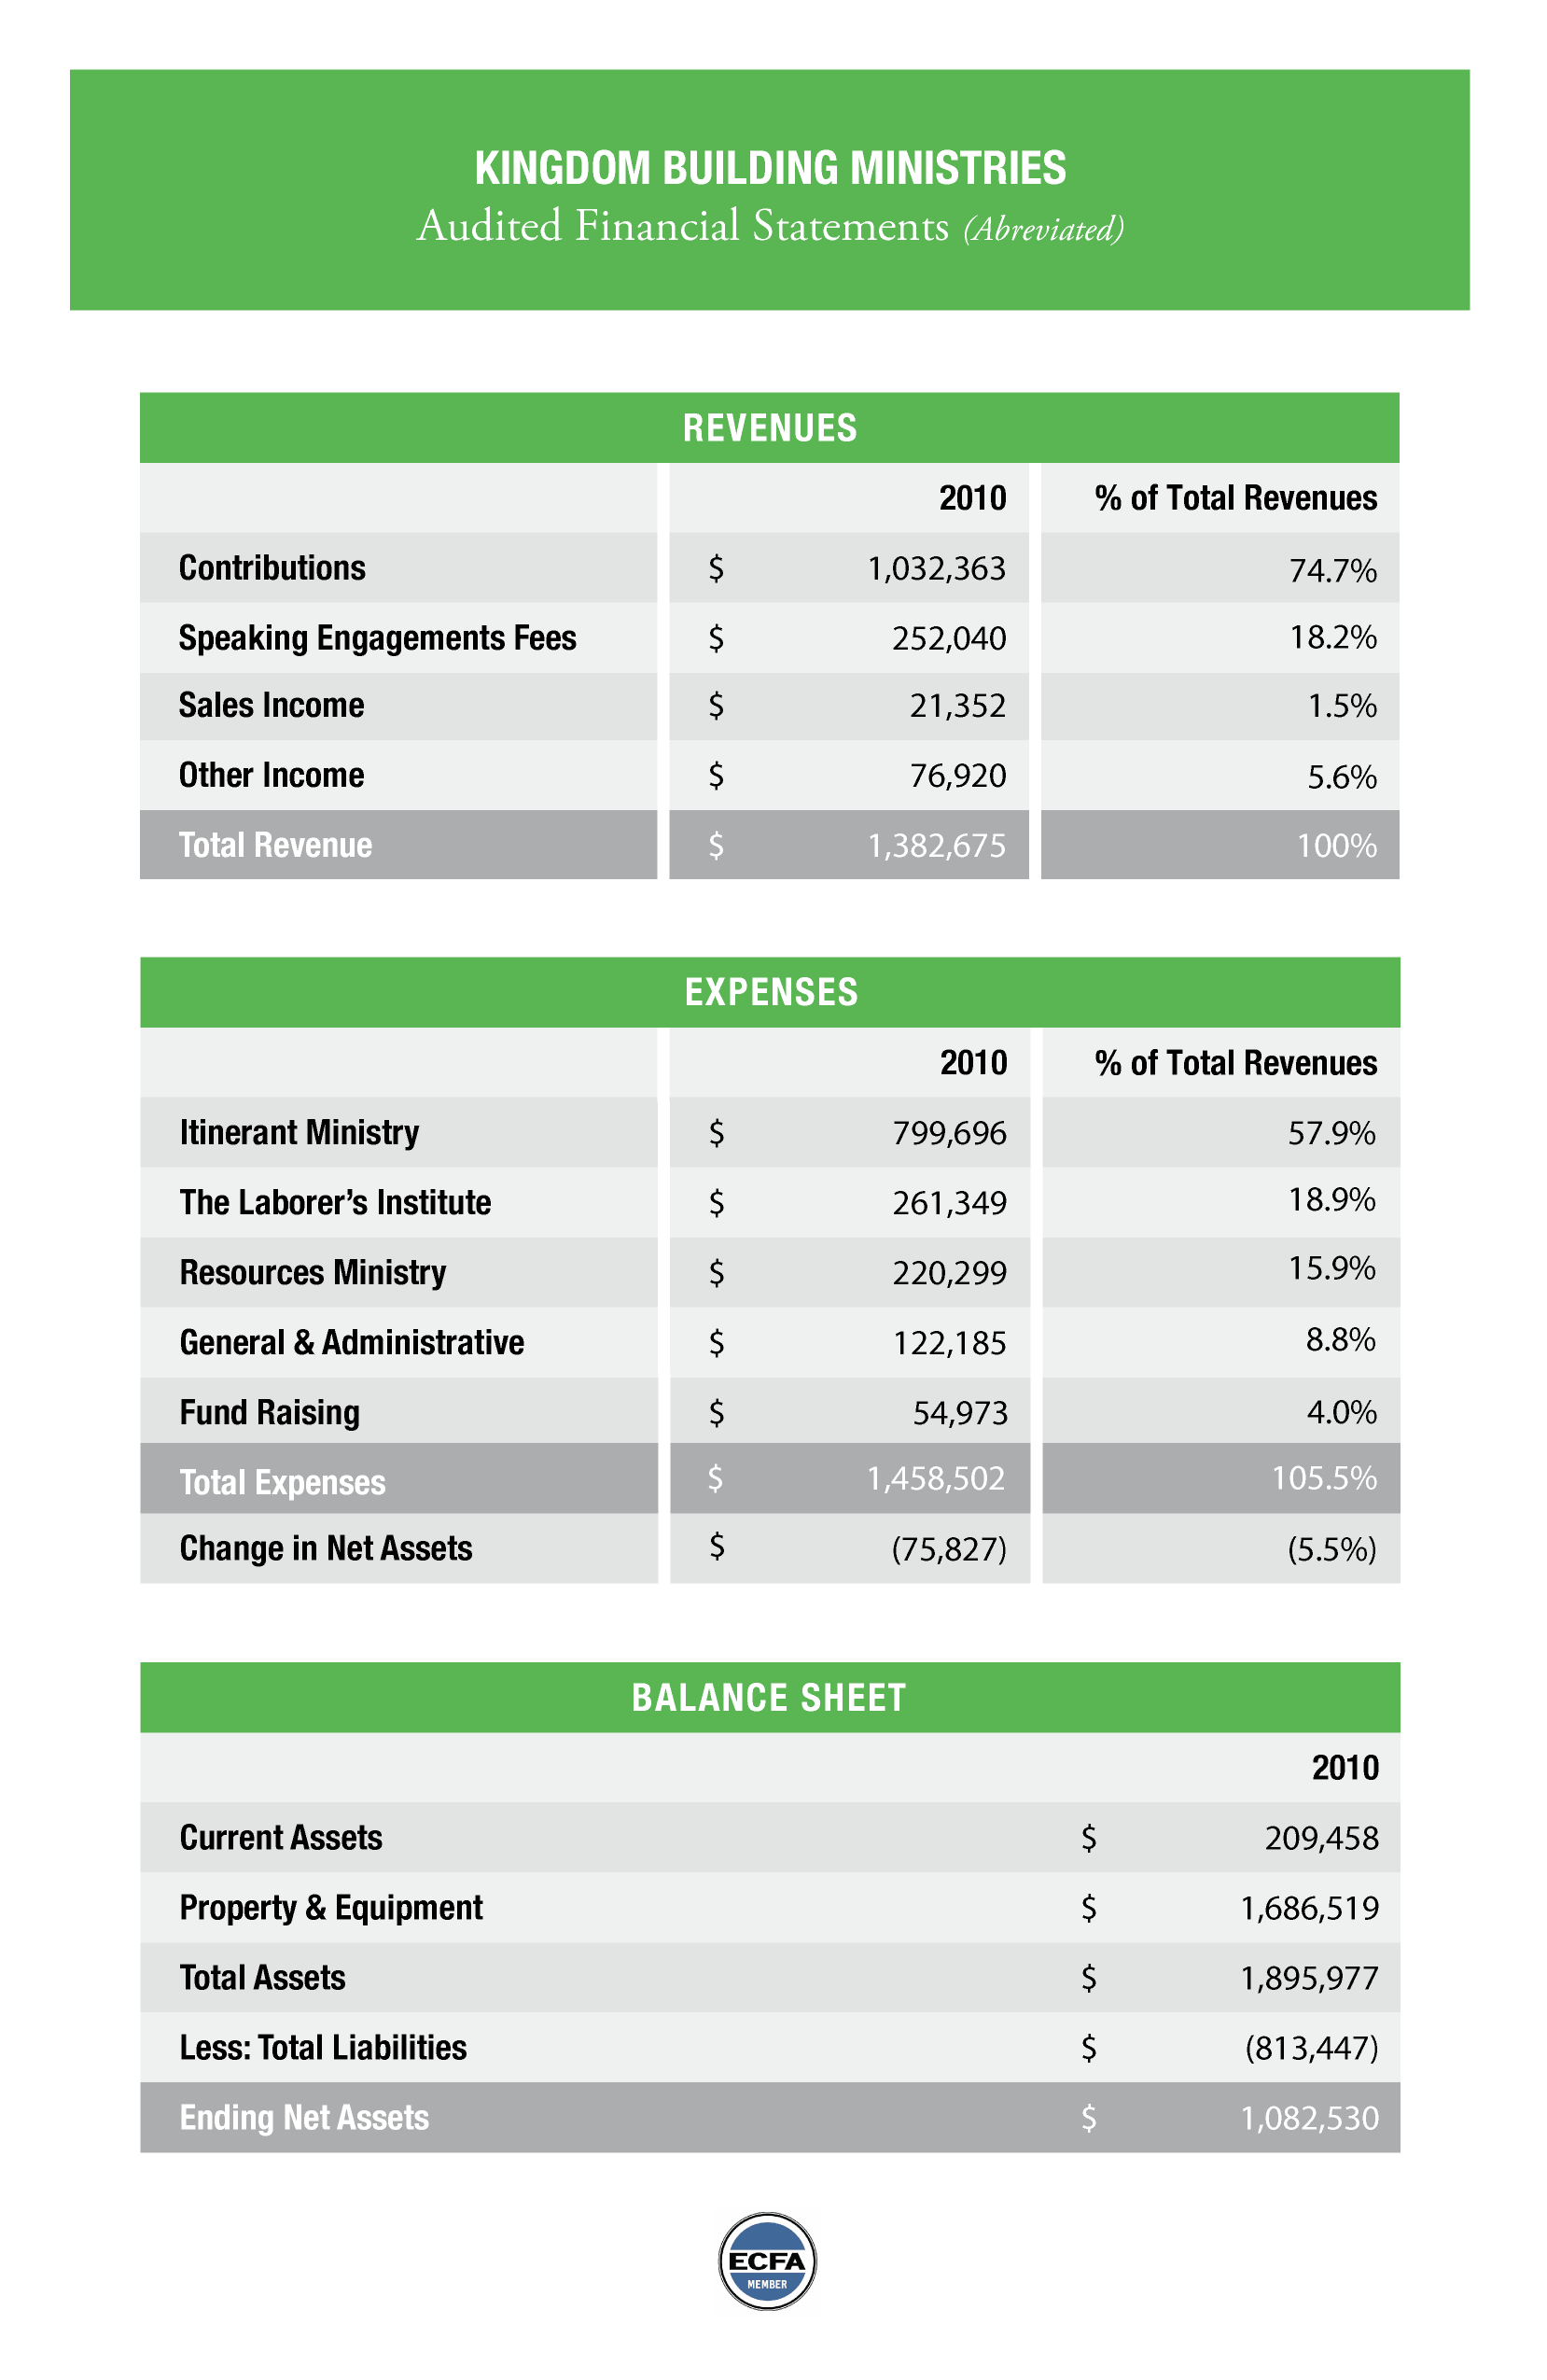 KINGDOM BUILDING MINISTRIES
Audited Financial Statements (Abreviated)
REVENUES
2010 % of Total Revenues
Contributions $ 1,032,363 74.7%
Speaking Engagements Fees $ 252,040 18.2%
Sales Income $ 21,352 1.5%
Other Income $ 76,920 5.6%
Total Revenue $ 1,382,675 100%
EXPENSES
2010 % of Total Revenues
Itinerant Ministry $ 799,696 57.9%
The Laborer’s Institute $ 261,349 18.9%
Resources Ministry $ 220,299 15.9%
General & Administrative $ 122,185 8.8%
Fund Raising $ 54,973 4.0%
Total Expenses $ 1,458,502 105.5%
Change in Net Assets $ (75,827) (5.5%)
BALANCE SHEET
2010
Current Assets $ 209,458
Property & Equipment $ 1,686,519
Total Assets $ 1,895,977
Less: Total Liabilities $ (813,447)
Ending Net Assets $ 1,082,530
ECFA
MEMBER